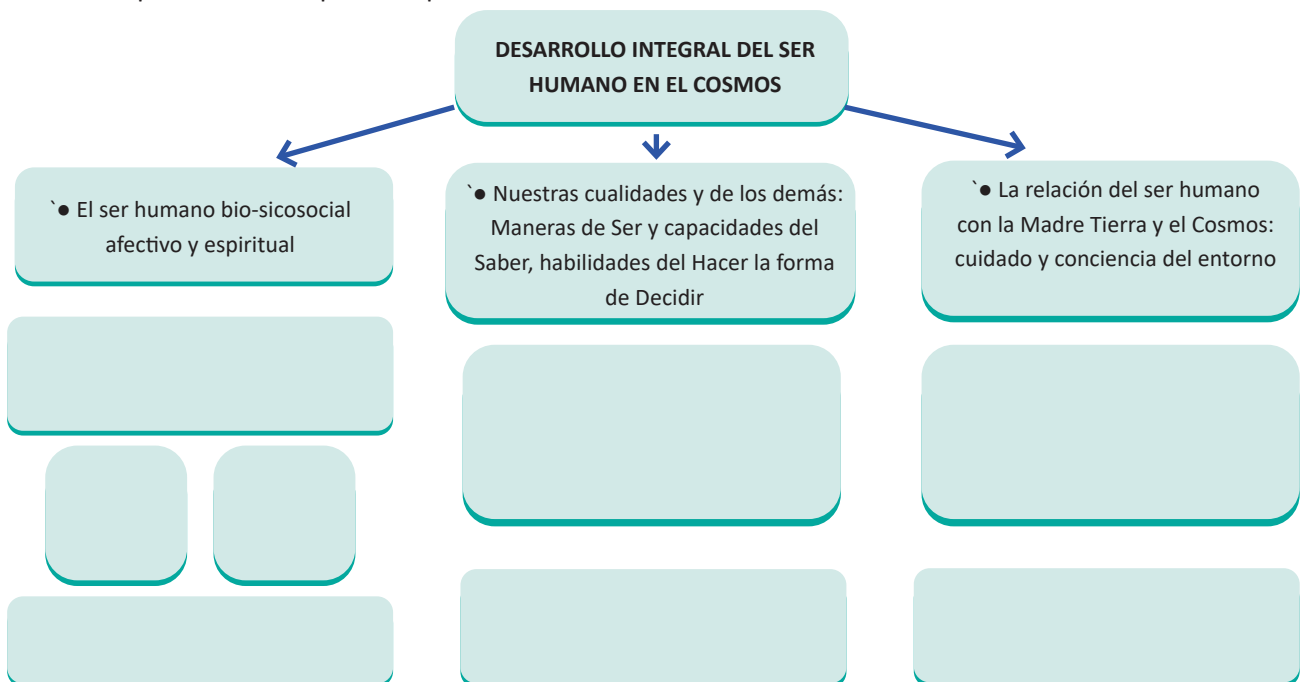 DESARROLLO INTEGRAL DEL SER
HUMANO EN EL COSMOS
`● El ser humano bio-sicosocial
afectivo y espiritual
`● Nuestras cualidades y de los demás:
Maneras de Ser y capacidades del
Saber, habilidades del Hacer la forma
de Decidir
`● La relación del ser humano
con la Madre Tierra y el Cosmos:
cuidado y conciencia del entorno